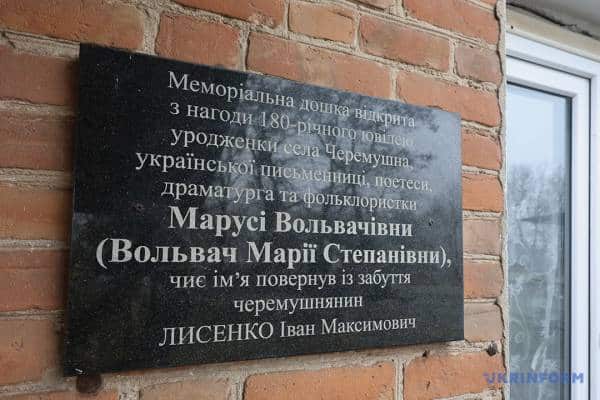 Меморіальна дошка відкрита
з нагоди 180-річного ювілею
уродженки села Черемушна,
української письменниці, поетеси,
драматурга та фольклористки
Марусі Вольвачівни
(Вольвач Марії Степанівни),
чиє ім’я повернув із забуття
черемушнянин
ЛИСЕНКО Іван Максимович
UKRINFORM